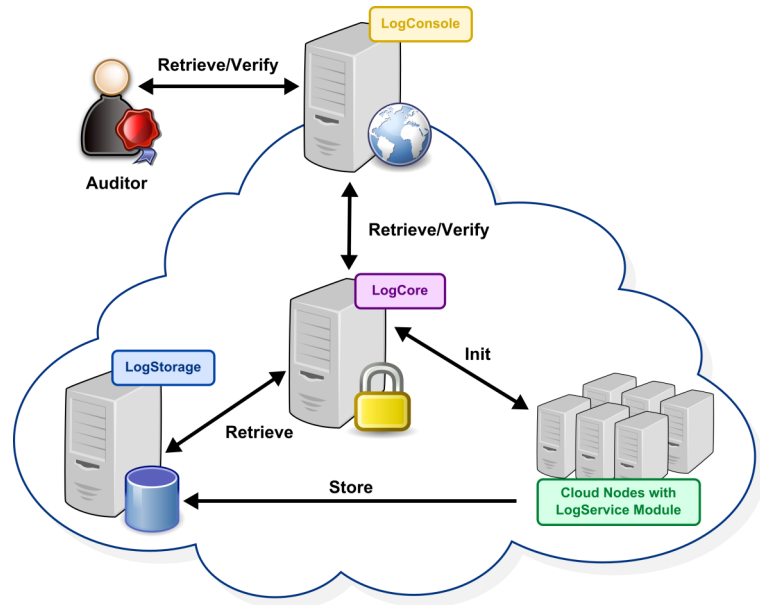 LogConsole
Retrieve/Verify
Auditor
Retrieve/Verify
LogCore
Init
LogStorage
Retrieve
Store
Cloud Nodes with
LogService Module